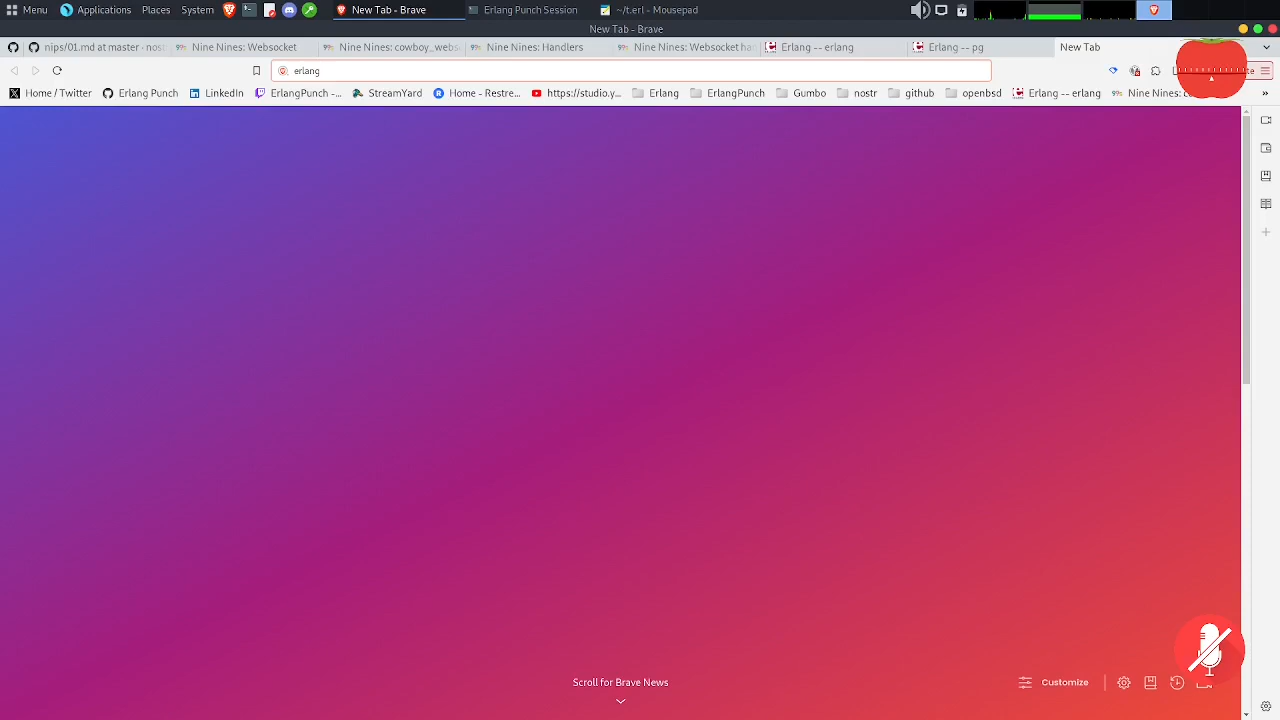 Menu Applications Places System New Tab - Brave Erlang Punch Session ~/t.erl - Mousepad
New Tab - Brave
nips/01.md at master · nost Nine Nines: Websocket Nine Nines: cowboy_webs Nine Nines: Handlers Nine Nines: Websocket ha Erlang -- erlang Erlang -- pg New Tab
erlang
Home / Twitter Erlang Punch LinkedIn ErlangPunch -... StreamYard Home - Restre... https://studio.y... Erlang ErlangPunch Gumbo nostr github openbsd Erlang -- erlang Nine Nines: »
Scroll for Brave News
Customize